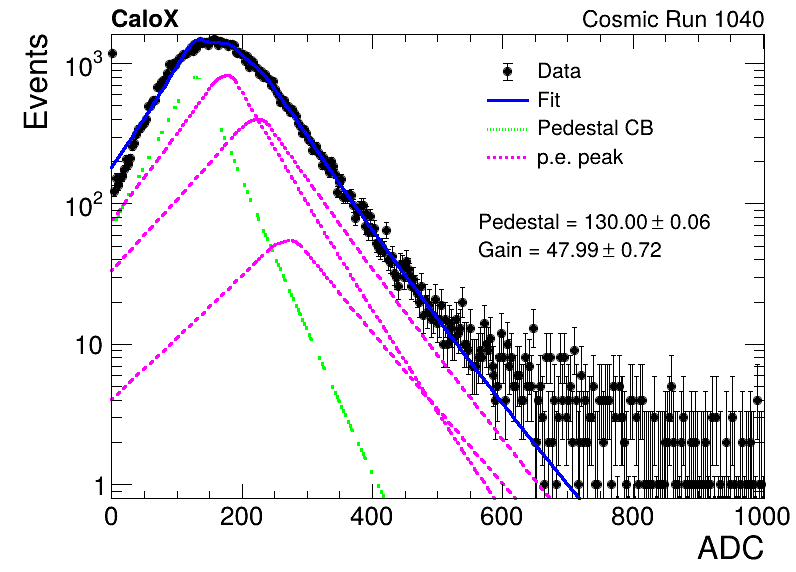 CaloX Cosmic Run 1040
Events
10³
10²
10
1
Data
Fit
Pedestal CB
p.e. peak
Pedestal = 130.00 ± 0.06
Gain = 47.99 ± 0.72
0 200 400 600 800 1000
ADC